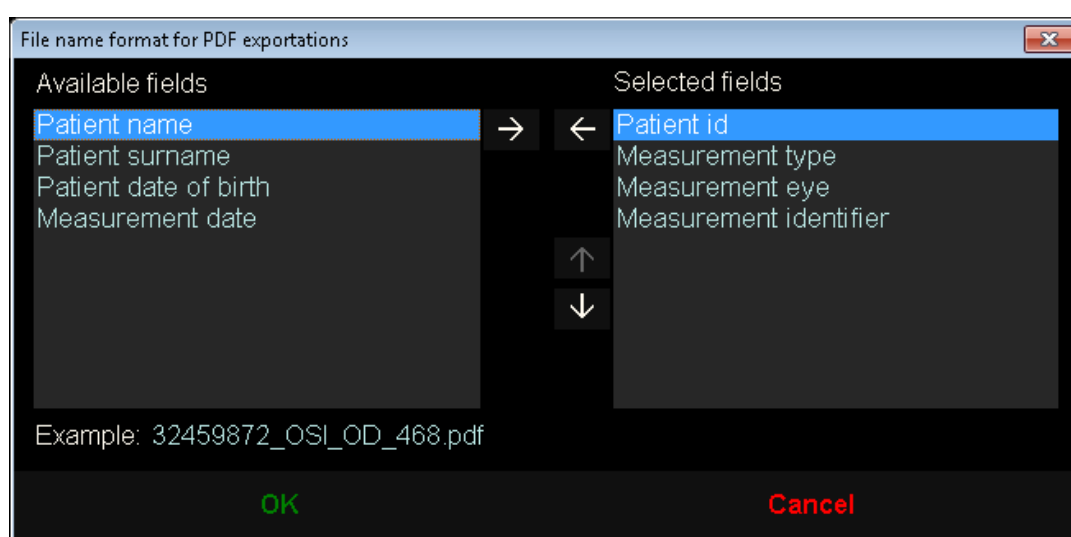 File name format for PDF exportations
Available fields
Patient name
Patient surname
Patient date of birth
Measurement date
Selected fields
Patient id
Measurement type
Measurement eye
Measurement identifier
Example: 32459872_OSI_OD_468.pdf
OK
Cancel